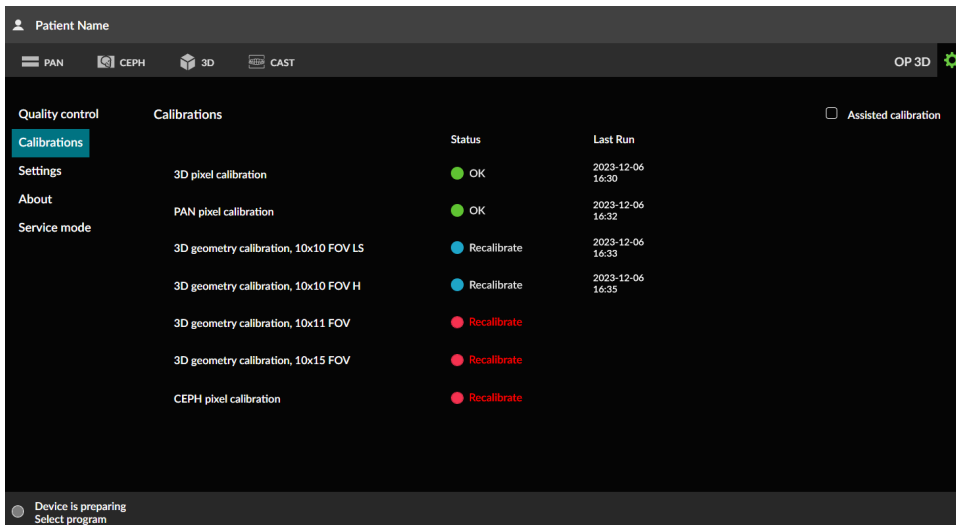 Patient Name
PAN CEPH 3D CAST OP 3D
Quality control
Calibrations
Settings
About
Service mode
Calibrations
Assisted calibration
Status Last Run
3D pixel calibration OK 2023-12-06
16:30
PAN pixel calibration OK 2023-12-06
16:32
3D geometry calibration, 10x10 FOV LS Recalibrate 2023-12-06
16:33
3D geometry calibration, 10x10 FOV H Recalibrate 2023-12-06
16:35
3D geometry calibration, 10x11 FOV Recalibrate
3D geometry calibration, 10x15 FOV Recalibrate
CEPH pixel calibration Recalibrate
Device is preparing
Select program